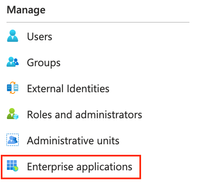 Manage
Users
Groups
External Identities
Roles and administrators
Administrative units
Enterprise applications